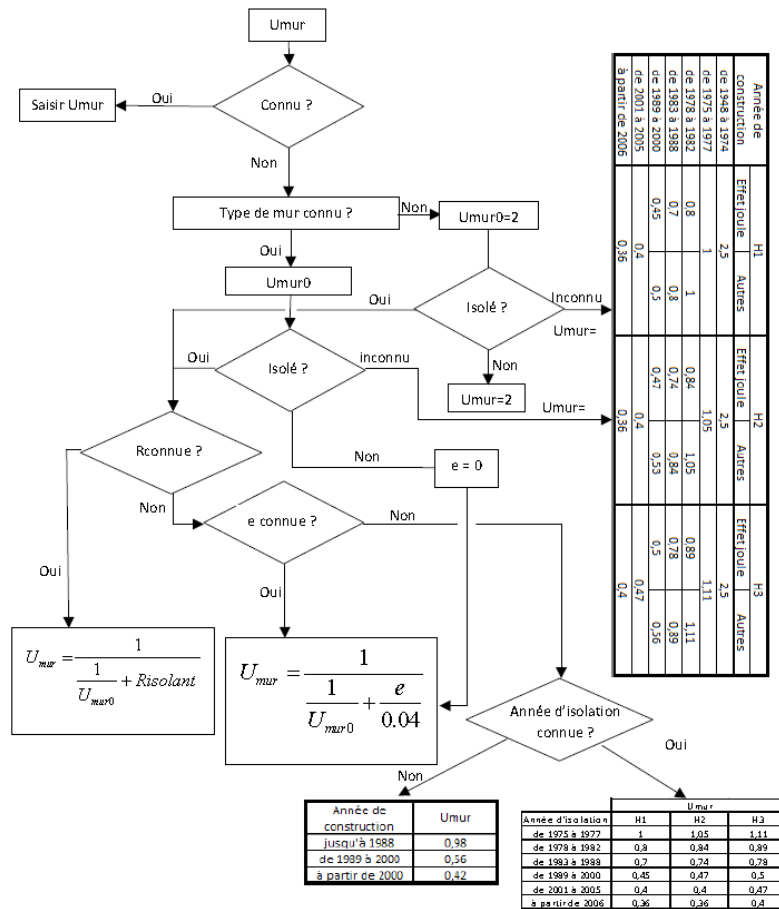 Umur
Connu ?
Oui
Saisir Umur
Non
Type de mur connu ?
Non
Umur0=2
Oui
Umur0
Oui
Isolé ?
Inconnu
Umur=
Non
Umur=2
Oui
Isolé ?
inconnu
Umur=
Non
e = 0
Rconnue ?
Non
e connue ?
Non
Oui
Oui
U_mur = 1 / (1/U_mur0 + Risolant)
U_mur = 1 / (1/U_mur0 + e/0.04)
Année d'isolation
connue ?
Non
Oui
Année de construction H1 H2 H3
Effet joule Autres Effet joule Autres Effet joule Autres
de 1948 à 1974 2,5 2,5 2,5
de 1975 à 1977 1 1,05 1,11
de 1978 à 1982 0,8 1 0,84 1,05 0,89 1,11
de 1983 à 1988 0,7 0,8 0,74 0,84 0,78 0,89
de 1989 à 2000 0,45 0,5 0,47 0,53 0,5 0,56
de 2001 à 2005 0,4 0,4 0,47
à partir de 2006 0,36 0,36 0,4
Année de
construction Umur
jusqu'à 1988 0,98
de 1989 à 2000 0,56
à partir de 2000 0,42
Umur
Année d'isolation H1 H2 H3
de 1975 à 1977 1 1,05 1,11
de 1978 à 1982 0,8 0,84 0,89
de 1983 à 1988 0,7 0,74 0,78
de 1989 à 2000 0,45 0,47 0,5
de 2001 à 2005 0,4 0,4 0,47
à partir de 2006 0,36 0,36 0,4